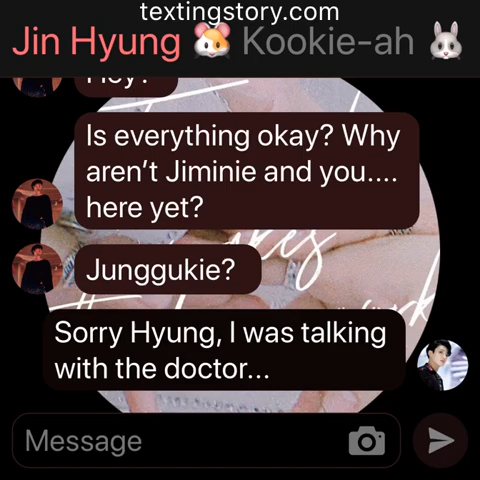 textingstory.com
Jin Hyung 🐹 Kookie-ah 🐰
Hey?
Is everything okay? Why
aren't Jiminie and you....
here yet?
Junggukie?
Sorry Hyung, I was talking
with the doctor...
Message